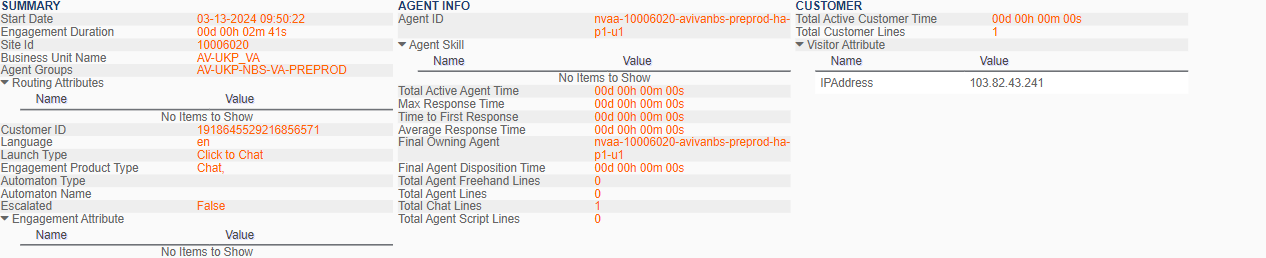 SUMMARY
Start Date 03-13-2024 09:50:22
Engagement Duration 00d 00h 02m 41s
Site Id 10006020
Business Unit Name AV-UKP_VA
Agent Groups AV-UKP-NBS-VA-PREPROD
Routing Attributes
Name Value
No Items to Show
Customer ID 1918645529216856571
Language en
Launch Type Click to Chat
Engagement Product Type Chat,
Automaton Type
Automaton Name
Escalated False
Engagement Attribute
Name Value
No Items to Show
AGENT INFO
Agent ID nvaa-10006020-avivanbs-preprod-ha-
p1-u1
Agent Skill
Name Value
No Items to Show
Total Active Agent Time 00d 00h 00m 00s
Max Response Time 00d 00h 00m 00s
Time to First Response 00d 00h 00m 00s
Average Response Time 00d 00h 00m 00s
Final Owning Agent nvaa-10006020-avivanbs-preprod-ha-
p1-u1
Final Agent Disposition Time 00d 00h 00m 00s
Total Agent Freehand Lines 0
Total Agent Lines 0
Total Chat Lines 1
Total Agent Script Lines 0
CUSTOMER
Total Active Customer Time 00d 00h 00m 00s
Total Customer Lines 1
Visitor Attribute
Name Value
IPAddress 103.82.43.241